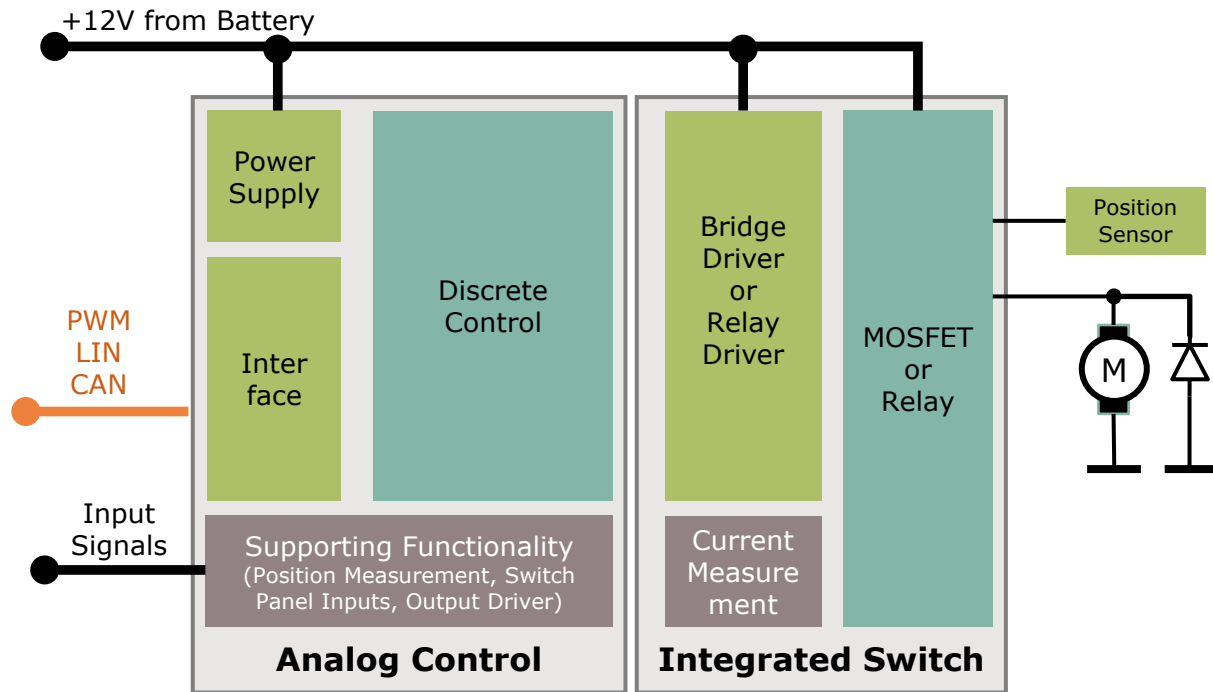 +12V from Battery
Power
Supply
Discrete
Control
Inter
face
PWM
LIN
CAN
Input
Signals
Supporting Functionality
(Position Measurement, Switch
Panel Inputs, Output Driver)
Analog Control
Bridge
Driver
or
Relay
Driver
MOSFET
or
Relay
Current
Measure
ment
Integrated Switch
Position
Sensor
M